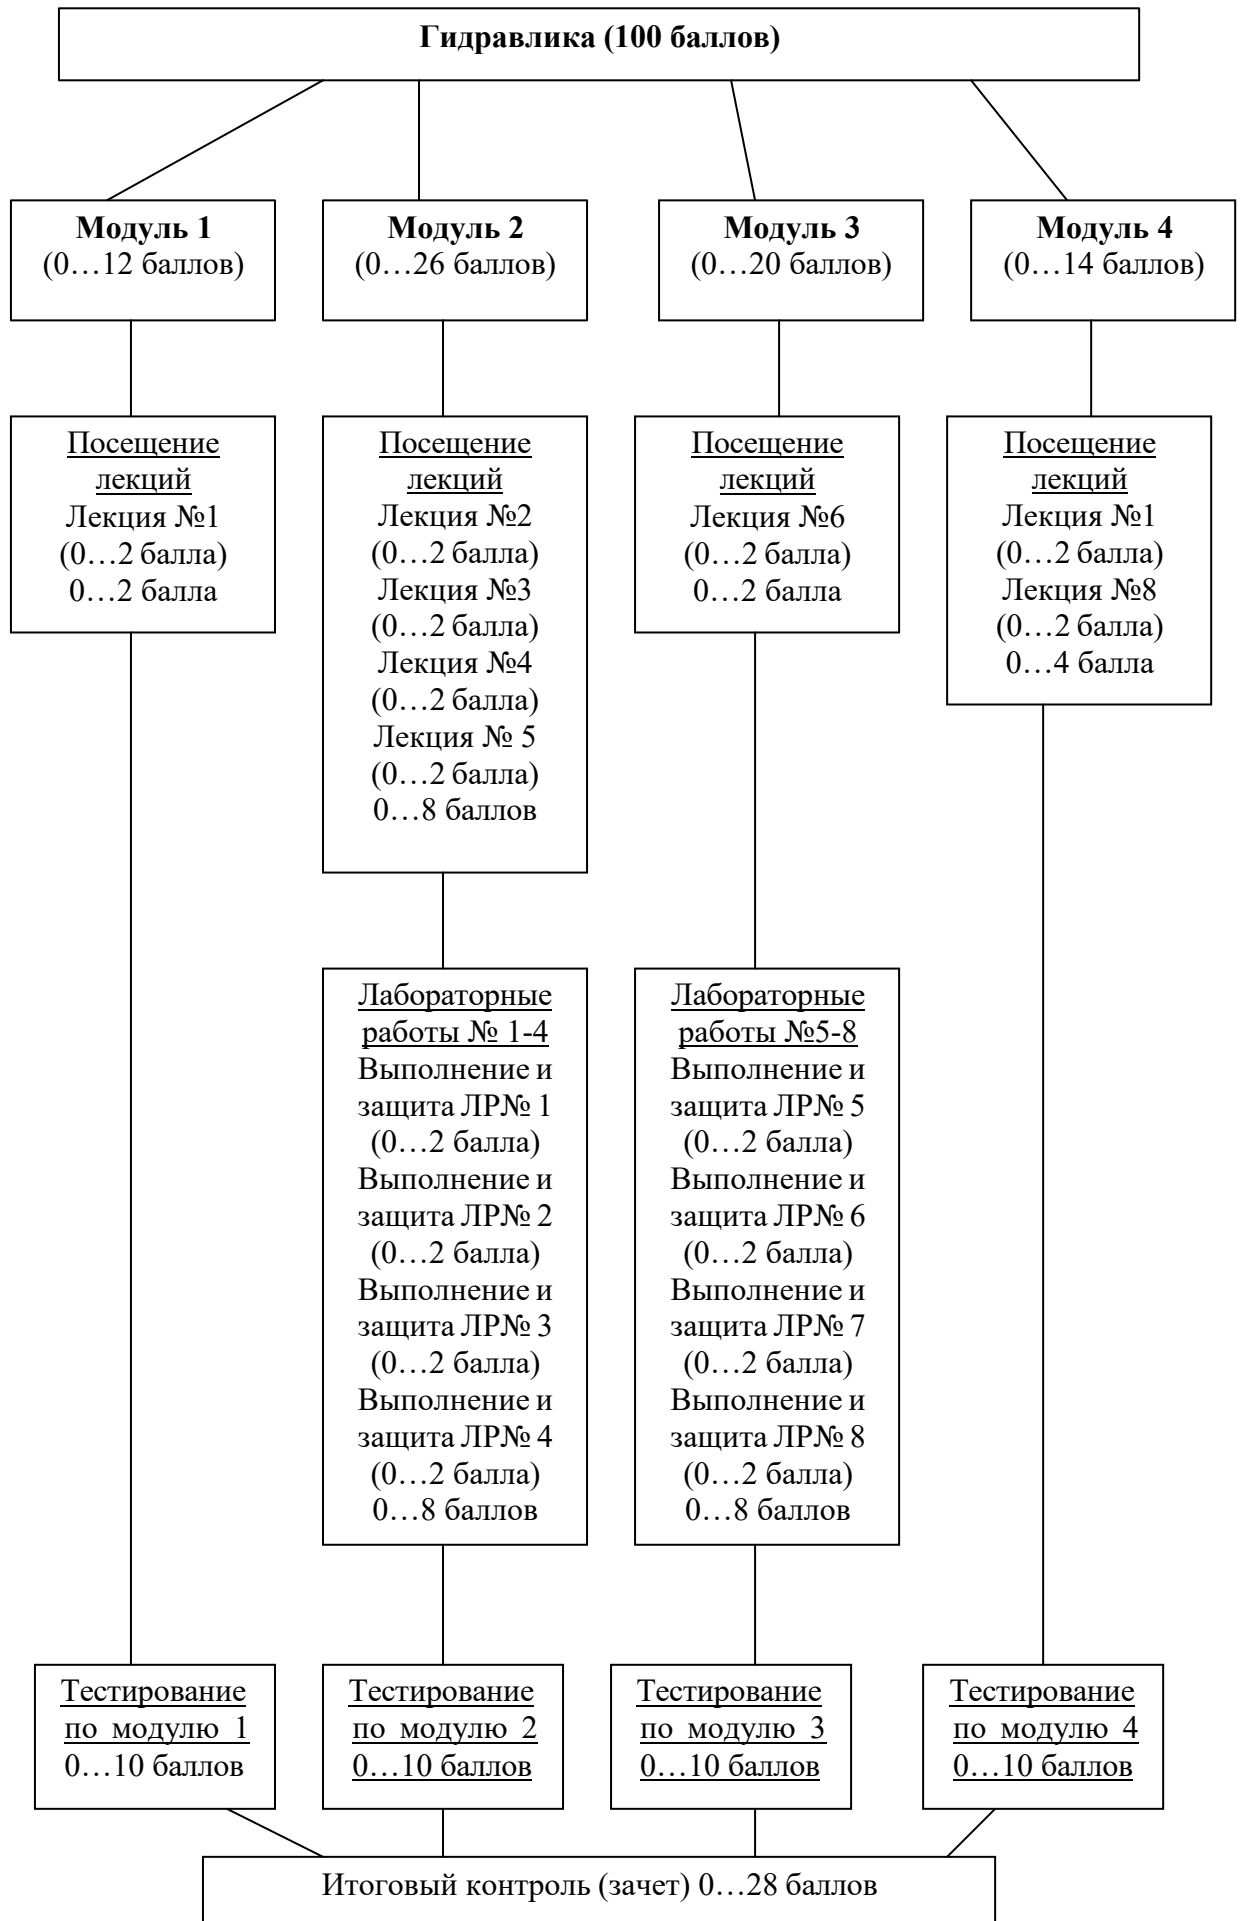 Гидравлика (100 баллов)
Модуль 1
(0…12 баллов)
Модуль 2
(0…26 баллов)
Модуль 3
(0…20 баллов)
Модуль 4
(0…14 баллов)
Посещение
лекций
Лекция №1
(0…2 балла)
0…2 балла
Посещение
лекций
Лекция №2
(0…2 балла)
Лекция №3
(0…2 балла)
Лекция №4
(0…2 балла)
Лекция № 5
(0…2 балла)
0…8 баллов
Посещение
лекций
Лекция №6
(0…2 балла)
0…2 балла
Посещение
лекций
Лекция №1
(0…2 балла)
Лекция №8
(0…2 балла)
0…4 балла
Лабораторные
работы № 1-4
Выполнение и
защита ЛР№ 1
(0…2 балла)
Выполнение и
защита ЛР№ 2
(0…2 балла)
Выполнение и
защита ЛР№ 3
(0…2 балла)
Выполнение и
защита ЛР№ 4
(0…2 балла)
0…8 баллов
Лабораторные
работы №5-8
Выполнение и
защита ЛР№ 5
(0…2 балла)
Выполнение и
защита ЛР№ 6
(0…2 балла)
Выполнение и
защита ЛР№ 7
(0…2 балла)
Выполнение и
защита ЛР№ 8
(0…2 балла)
0…8 баллов
Тестирование
по модулю 1
0…10 баллов
Тестирование
по модулю 2
0…10 баллов
Тестирование
по модулю 3
0…10 баллов
Тестирование
по модулю 4
0…10 баллов
Итоговый контроль (зачет) 0…28 баллов